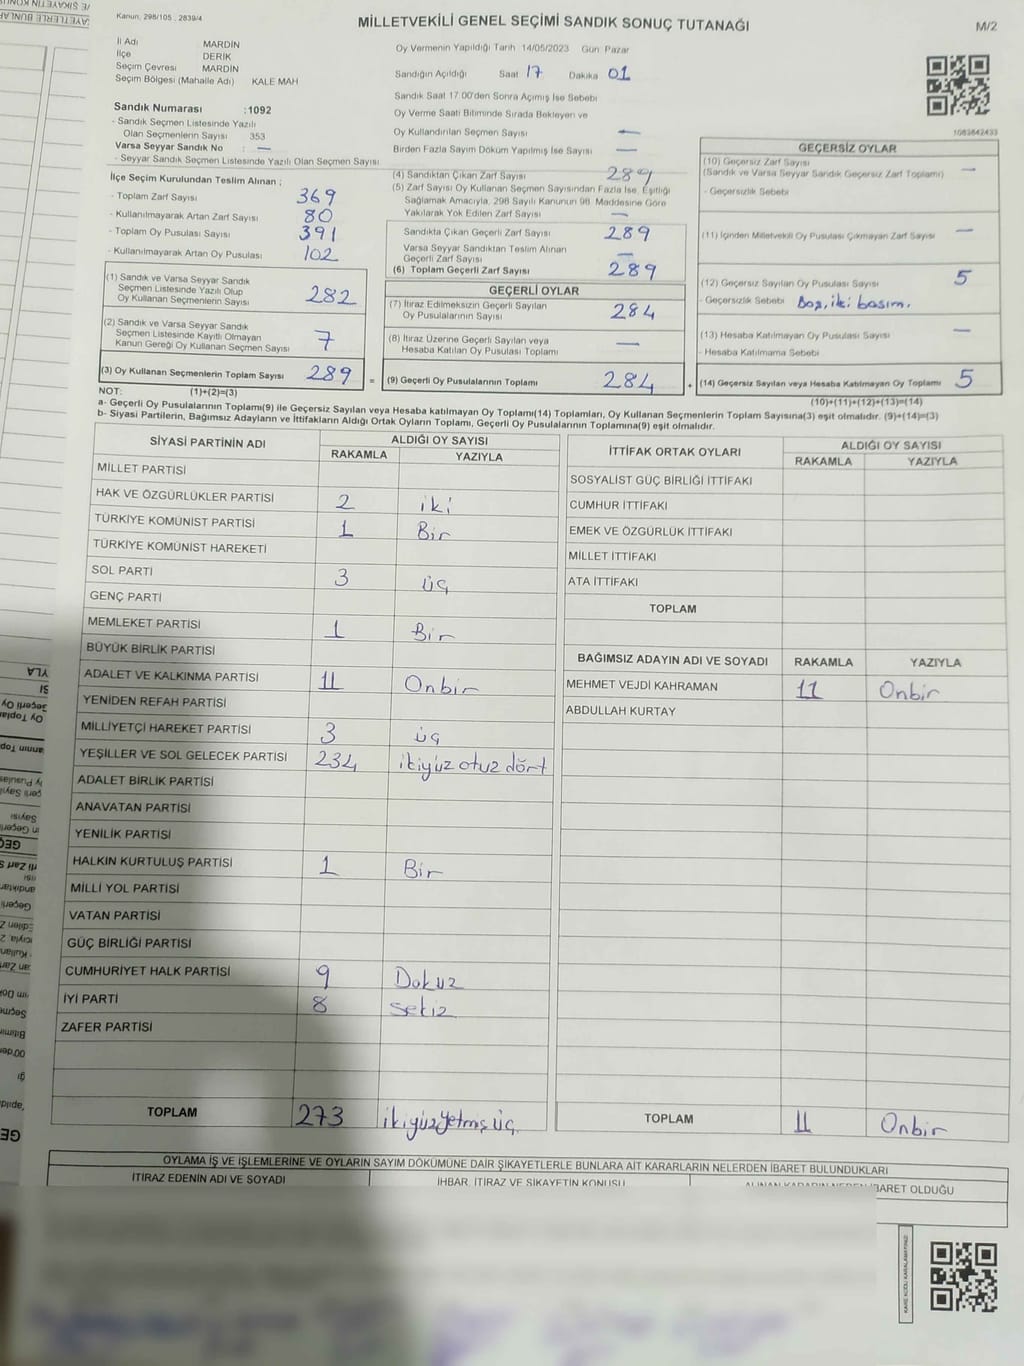 Kanun, 298/105 . 2839/4
MİLLETVEKİLİ GENEL SEÇİMİ SANDIK SONUÇ TUTANAĞI
M/2
İl Adı MARDİN
İlçe DERİK
Seçim Çevresi MARDİN
Seçim Bölgesi (Mahalle Adı) KALE MAH
Oy Vermenin Yapıldığı Tarih 14/05/2023 Gün Pazar
Sandığın Açıldığı Saat 17 Dakika 01
Sandık Saat 17:00'den Sonra Açımış İse Sebebi
Oy Verme Saati Bitiminde Sırada Bekleyen ve
Oy Kullandırılan Seçmen Sayısı —
Birden Fazla Sayım Döküm Yapılmış İse Sayısı —
Sandık Numarası :1092
- Sandık Seçmen Listesinde Yazılı
Olan Seçmenlerin Sayısı 353
Varsa Seyyar Sandık No : —
- Seyyar Sandık Seçmen Listesinde Yazılı Olan Seçmen Sayısı
İlçe Seçim Kurulundan Teslim Alınan ;
- Toplam Zarf Sayısı 369
- Kullanılmayarak Artan Zarf Sayısı 80
- Toplam Oy Pusulası Sayısı 391
- Kullanılmayarak Artan Oy Pusulası 102
(1) Sandık ve Varsa Seyyar Sandık
Seçmen Listesinde Yazılı Olup
Oy Kullanan Seçmenlerin Sayısı 282
(2) Sandık ve Varsa Seyyar Sandık
Seçmen Listesinde Kayıtlı Olmayan
Kanun Gereği Oy Kullanan Seçmen Sayısı 7
(3) Oy Kullanan Seçmenlerin Toplam Sayısı 289 =
(4) Sandıktan Çıkan Zarf Sayısı 289
(5) Zarf Sayısı Oy Kullanan Seçmen Sayısından Fazla İse, Eşitliği
Sağlamak Amacıyla, 298 Sayılı Kanunun 98. Maddesine Göre
Yakılarak Yok Edilen Zarf Sayısı —
Sandıkta Çıkan Geçerli Zarf Sayısı 289
Varsa Seyyar Sandıktan Teslim Alınan
Geçerli Zarf Sayısı —
(6) Toplam Geçerli Zarf Sayısı 289
GEÇERLİ OYLAR
(7) İtiraz Edilmeksizin Geçerli Sayılan
Oy Pusulalarının Sayısı 284
(8) İtiraz Üzerine Geçerli Sayılan veya
Hesaba Katılan Oy Pusulası Toplamı —
(9) Geçerli Oy Pusulalarının Toplamı 284 +
1083642433
GEÇERSİZ OYLAR
(10) Geçersiz Zarf Sayısı
(Sandık ve Varsa Seyyar Sandık Geçersiz Zarf Toplamı) —
- Geçersizlik Sebebi
(11) İçinden Milletvekili Oy Pusulası Çıkmayan Zarf Sayısı —
(12) Geçersiz Sayılan Oy Pusulası Sayısı 5
- Geçersizlik Sebebi Boş, iki basım.
(13) Hesaba Katılmayan Oy Pusulası Sayısı —
- Hesaba Katılmama Sebebi
(14) Geçersiz Sayılan veya Hesaba Katılmayan Oy Toplamı 5
NOT: (1)+(2)=(3)
(10)+(11)+(12)+(13)=(14)
a- Geçerli Oy Pusulalarının Toplamı(9) ile Geçersiz Sayılan veya Hesaba katılmayan Oy Toplamı(14) Toplamları, Oy Kullanan Seçmenlerin Toplam Sayısına(3) eşit olmalıdır. (9)+(14)=(3)
b- Siyasi Partilerin, Bağımsız Adayların ve İttifakların Aldığı Ortak Oyların Toplamı, Geçerli Oy Pusulalarının Toplamına(9) eşit olmalıdır.
SİYASİ PARTİNİN ADI
ALDIĞI OY SAYISI
RAKAMLA YAZIYLA
MİLLET PARTİSİ
HAK VE ÖZGÜRLÜKLER PARTİSİ 2 iki
TÜRKİYE KOMÜNİST PARTİSİ 1 Bir
TÜRKİYE KOMÜNİST HAREKETİ
SOL PARTİ 3 üç
GENÇ PARTİ
MEMLEKET PARTİSİ 1 Bir
BÜYÜK BİRLİK PARTİSİ
ADALET VE KALKINMA PARTİSİ 11 Onbir
YENİDEN REFAH PARTİSİ
MİLLİYETÇİ HAREKET PARTİSİ 3 üç
YEŞİLLER VE SOL GELECEK PARTİSİ 234 ikiyüz otuz dört
ADALET BİRLİK PARTİSİ
ANAVATAN PARTİSİ
YENİLİK PARTİSİ
HALKIN KURTULUŞ PARTİSİ 1 Bir
MİLLİ YOL PARTİSİ
VATAN PARTİSİ
GÜÇ BİRLİĞİ PARTİSİ
CUMHURİYET HALK PARTİSİ 9 Dokuz
İYİ PARTİ 8 sekiz
ZAFER PARTİSİ
TOPLAM 273 ikiyüzyetmiş üç
İTTİFAK ORTAK OYLARI
ALDIĞI OY SAYISI
RAKAMLA YAZIYLA
SOSYALİST GÜÇ BİRLİĞİ İTTİFAKI
CUMHUR İTTİFAKI
EMEK VE ÖZGÜRLÜK İTTİFAKI
MİLLET İTTİFAKI
ATA İTTİFAKI
TOPLAM
BAĞIMSIZ ADAYIN ADI VE SOYADI RAKAMLA YAZIYLA
MEHMET VEJDİ KAHRAMAN 11 Onbir
ABDULLAH KURTAY
TOPLAM 11 Onbir
OYLAMA İŞ VE İŞLEMLERİNE VE OYLARIN SAYIM DÖKÜMÜNE DAİR ŞİKAYETLERLE BUNLARA AİT KARARLARIN NELERDEN İBARET BULUNDUKLARI
İTİRAZ EDENİN ADI VE SOYADI
İHBAR, İTİRAZ VE ŞİKAYETİN KONUSU
ALINAN KARARIN NEDEN İBARET OLDUĞU